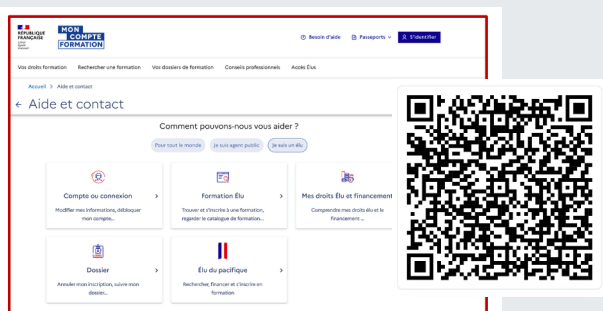 RÉPUBLIQUE
FRANÇAISE
MON
COMPTE
FORMATION
Besoin d'aide
Passeports
S'identifier
Vos droits formation
Rechercher une formation
Vos dossiers de formation
Conseils professionnels
Accès Élus
Accueil > Aide et contact
← Aide et contact
Comment pouvons-nous vous aider ?
Pour tout le monde
Je suis agent public
Je suis un élu
Compte ou connexion >
Modifier mes informations, débloquer
mon compte...
Formation Élu >
Trouver et s'inscrire à une formation,
regarder le catalogue de formation...
Mes droits Élu et financement
Comprendre mes droits élu et le
financement ...
Dossier >
Annuler mon inscription, suivre mon
dossier...
Élu du pacifique >
Rechercher, financer et s'inscrire en
formation